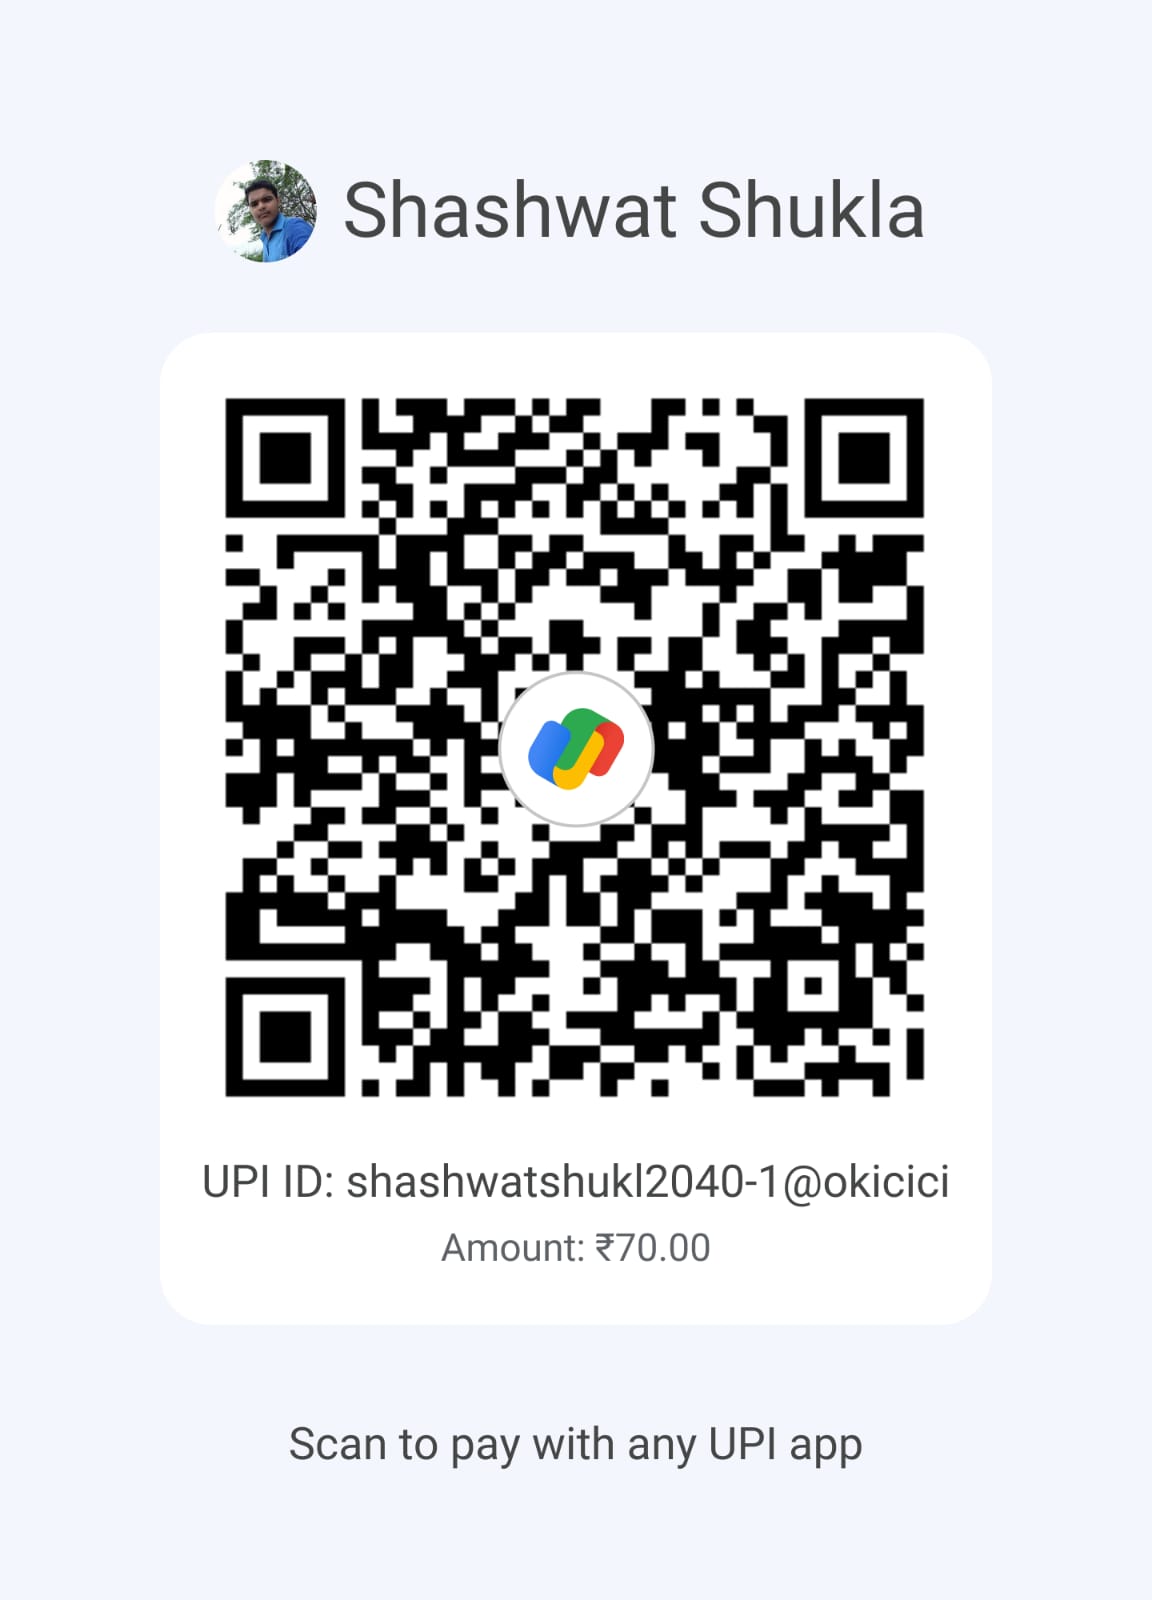 Shashwat Shukla
UPI ID: shashwatshukl2040-1@okicici
Amount: ₹70.00
Scan to pay with any UPI app